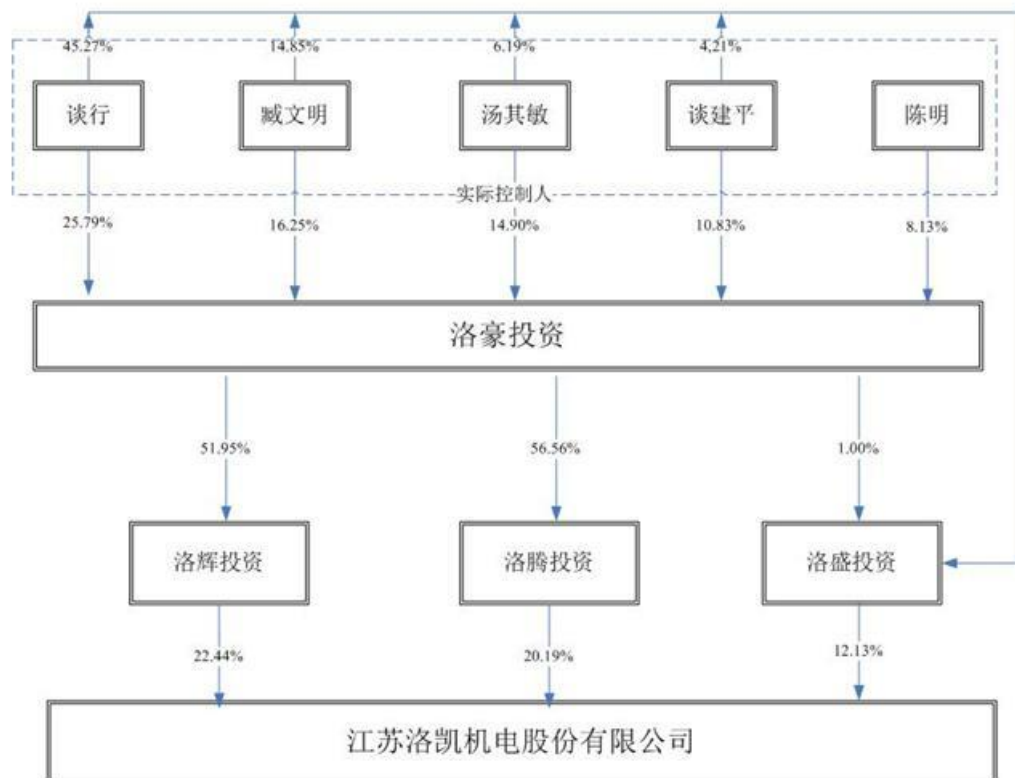 45.27% 14.85% 6.19% 4.21%
谈行 臧文明 汤其敏 谈建平 陈明
实际控制人
25.79% 16.25% 14.90% 10.83% 8.13%
洛豪投资
51.95% 56.56% 1.00%
洛辉投资 洛腾投资 洛盛投资
22.44% 20.19% 12.13%
江苏洛凯机电股份有限公司